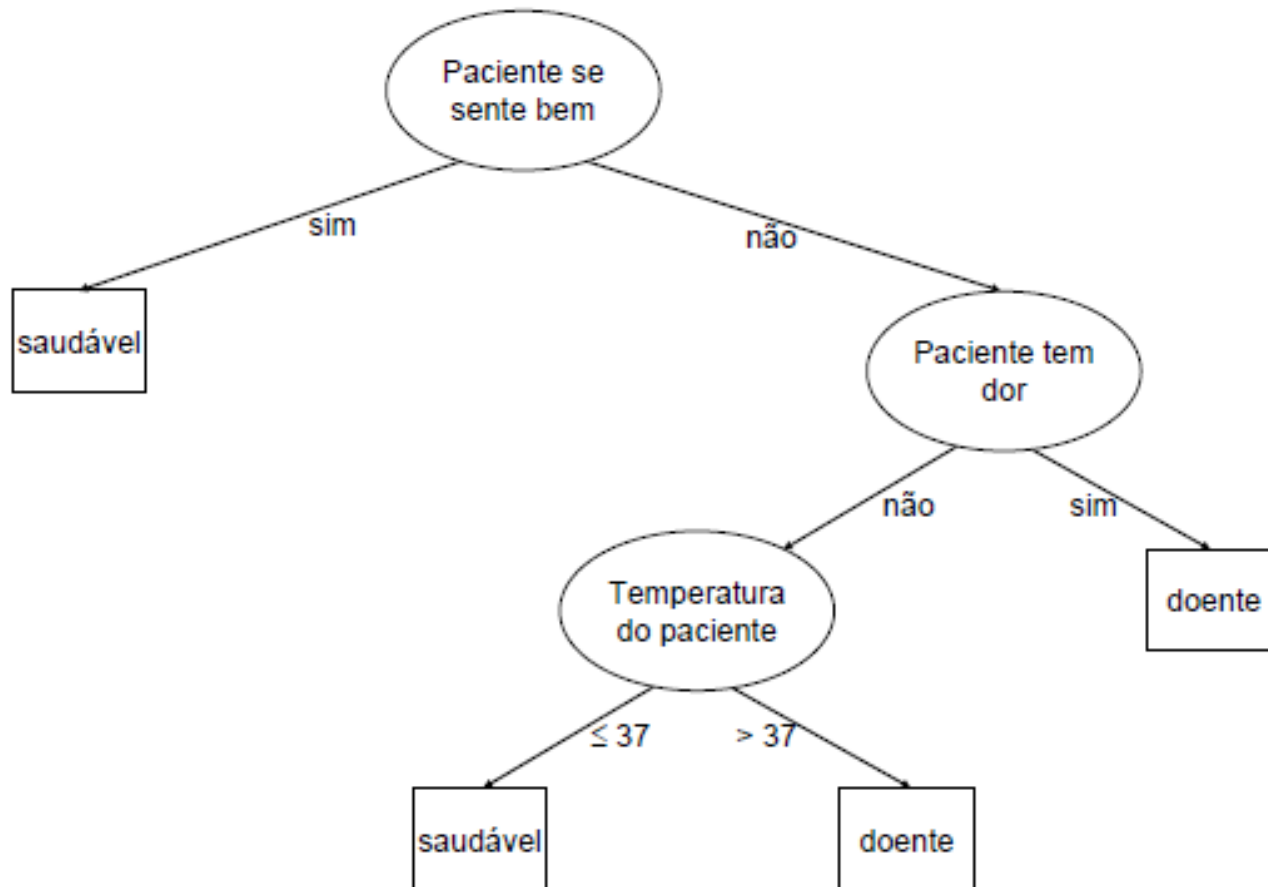 Paciente se
sente bem
sim
não
saudável
Paciente tem
dor
não
sim
Temperatura
do paciente
doente
≤ 37
> 37
saudável
doente